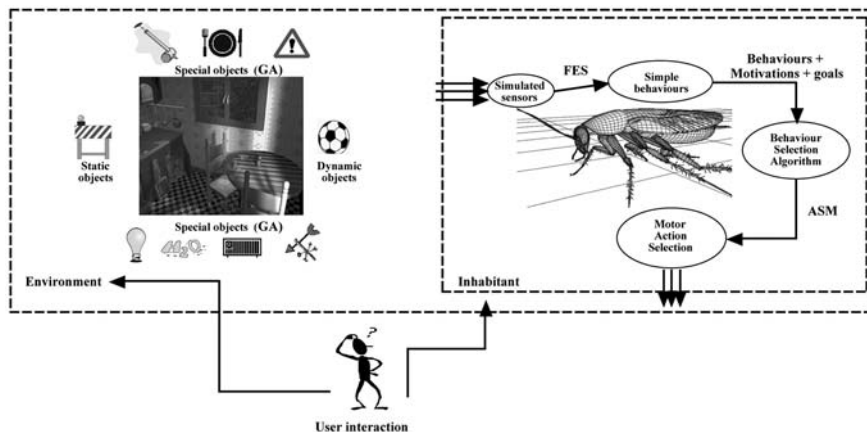 Special objects (GA)
Static
objects
Dynamic
objects
Special objects (GA)
H2O
Environment
Simulated
sensors
FES
Simple
behaviours
Behaviours +
Motivations + goals
Behaviour
Selection
Algorithm
ASM
Motor
Action
Selection
Inhabitant
?
User interaction